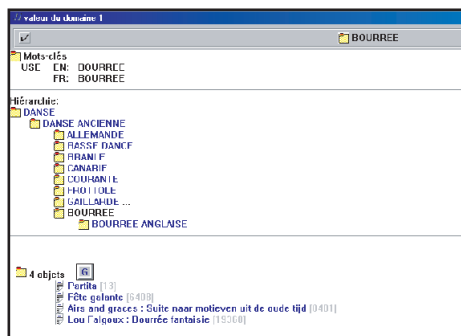 valeur du domaine 1
BOURREE
Mots-clés
USE EN: BOURREE
FR: BOURREE
Hiérarchie:
DANSE
DANSE ANCIENNE
ALLEMANDE
BASSE DANCE
BRANLE
CANARIE
COURANTE
FROTTOLE
GAILLARDE ...
BOURREE
BOURREE ANGLAISE
4 objets G
Partita [13]
Fête galante [6408]
Airs and graces : Suite naar motieven uit de oude tijd [0401]
Lou Falgoux : Bourrée fantaisie [19360]